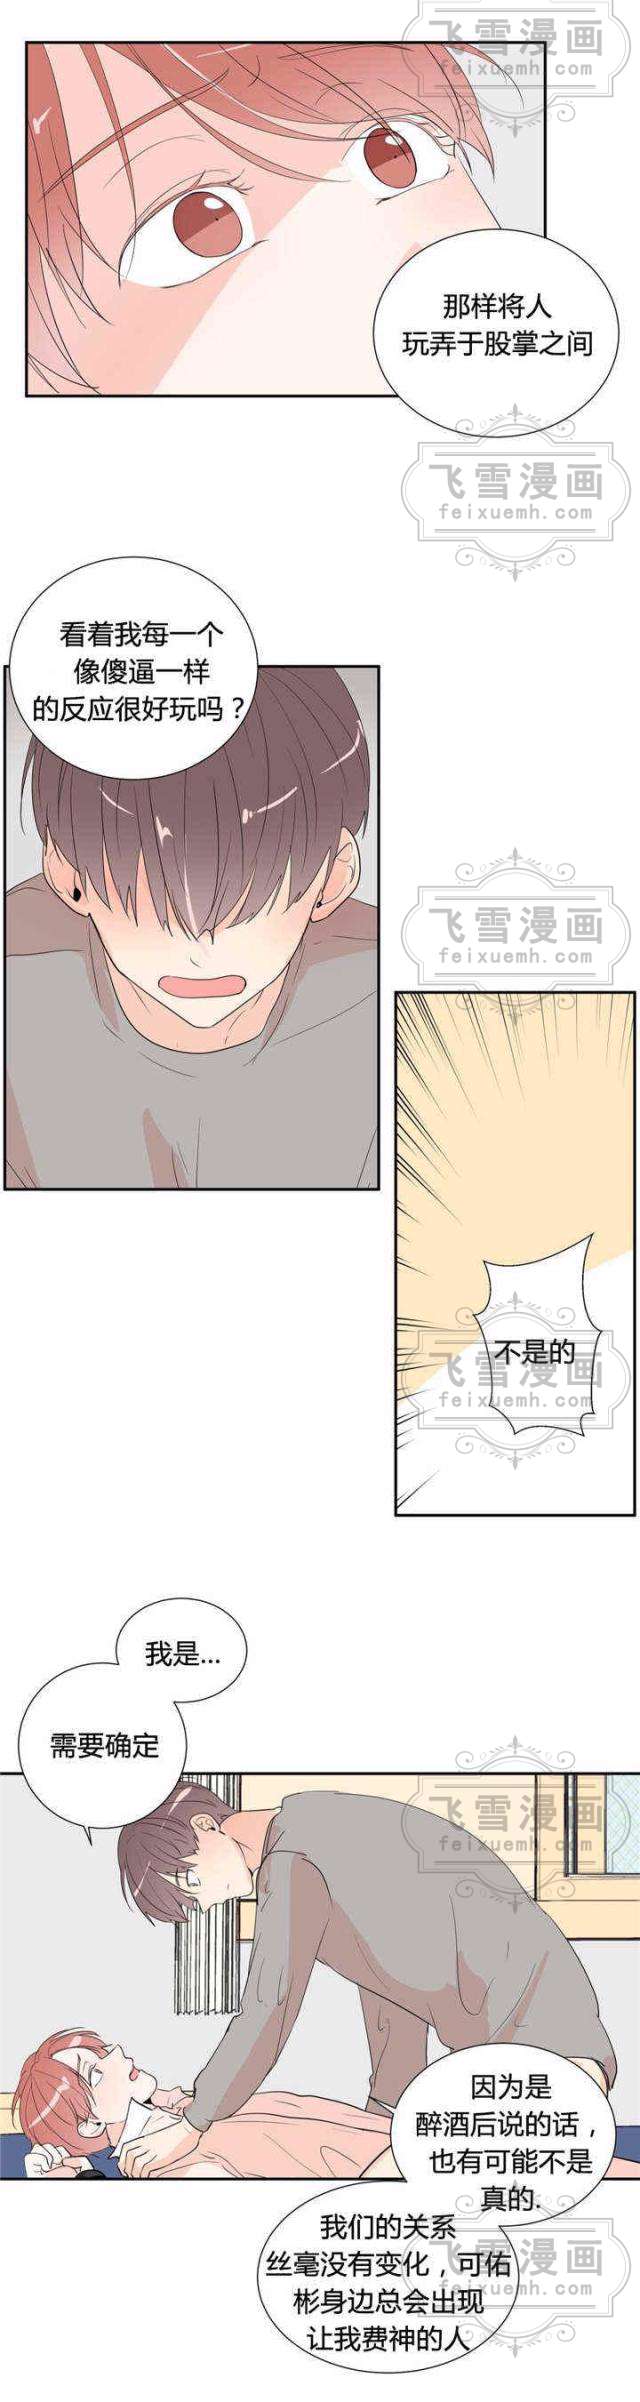 飞雪漫画
feixuemh.com
那样将人
玩弄于股掌之间
飞雪漫画
feixuemh.com
看着我每一个
像傻逼一样
的反应很好玩吗？
飞雪漫画
feixuemh.com
不是的
飞雪漫画
feixuemh.com
我是...
需要确定
飞雪漫画
feixuemh.com
因为是
醉酒后说的话，
也有可能不是
真的.
我们的关系
丝毫没有变化，可佑
彬身边总会出现
让我费神的人
飞雪漫画
feixuemh.com